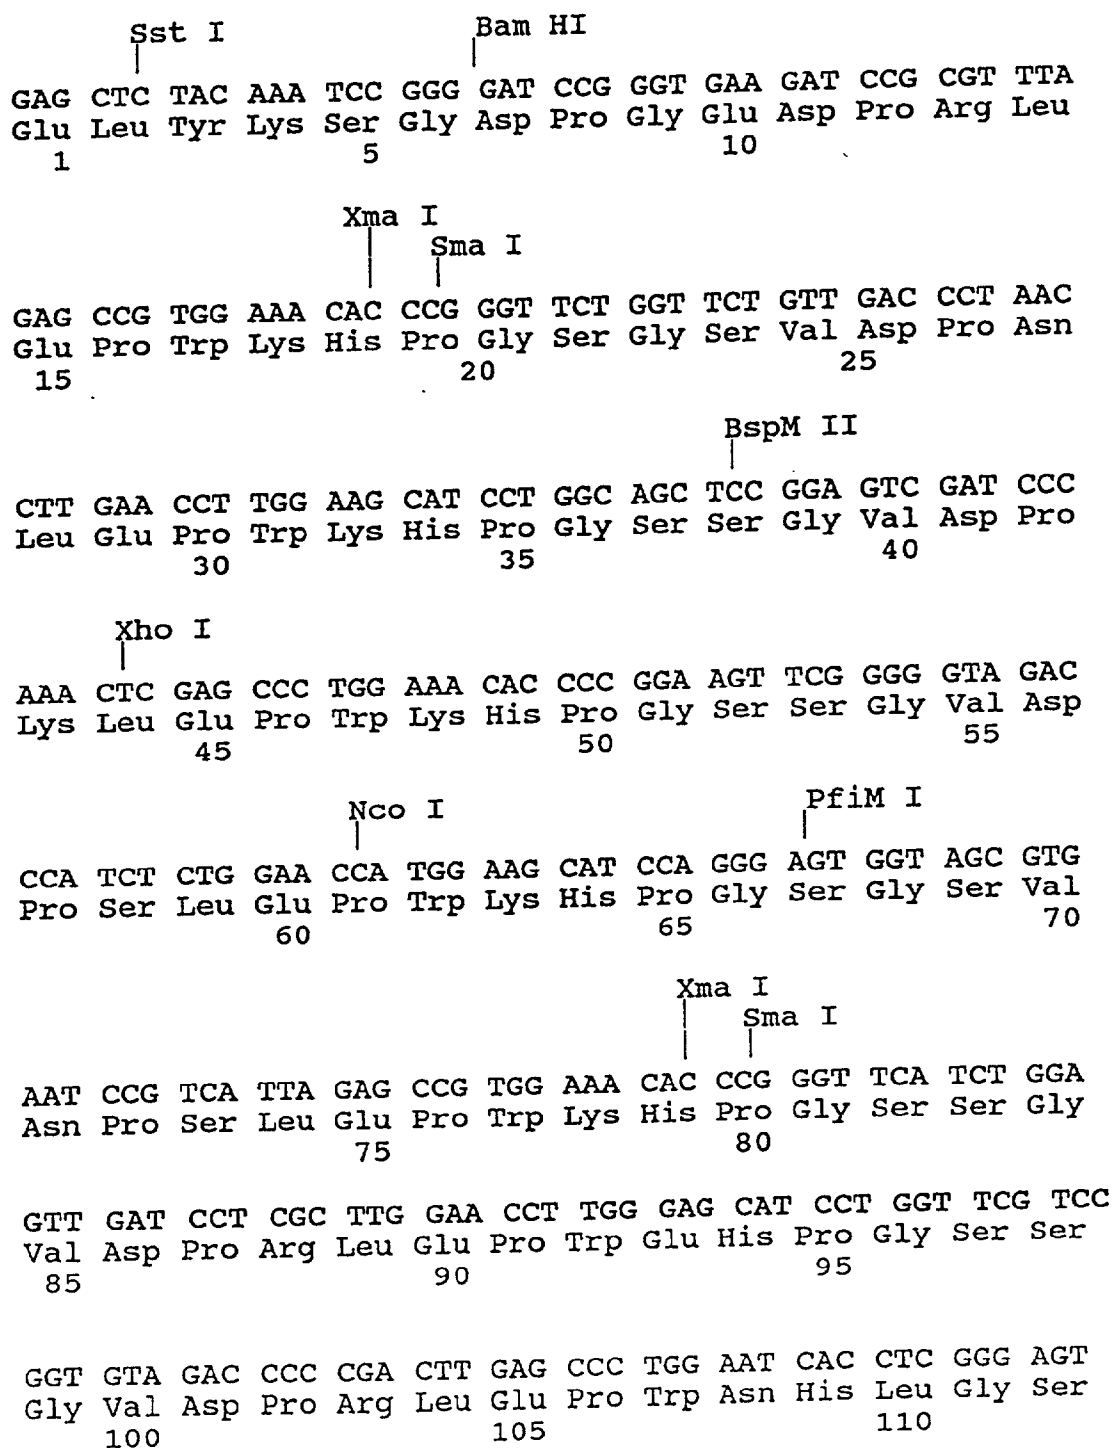 Sst I Bam HI
GAG CTC TAC AAA TCC GGG GAT CCG GGT GAA GAT CCG CGT TTA
Glu Leu Tyr Lys Ser Gly Asp Pro Gly Glu Asp Pro Arg Leu
1 5 10
Xma I
Sma I
GAG CCG TGG AAA CAC CCG GGT TCT GGT TCT GTT GAC CCT AAC
Glu Pro Trp Lys His Pro Gly Ser Gly Ser Val Asp Pro Asn
15 20 25
BspM II
CTT GAA CCT TGG AAG CAT CCT GGC AGC TCC GGA GTC GAT CCC
Leu Glu Pro Trp Lys His Pro Gly Ser Ser Gly Val Asp Pro
30 35 40
Xho I
AAA CTC GAG CCC TGG AAA CAC CCC GGA AGT TCG GGG GTA GAC
Lys Leu Glu Pro Trp Lys His Pro Gly Ser Ser Gly Val Asp
45 50 55
Nco I PfiM I
CCA TCT CTG GAA CCA TGG AAG CAT CCA GGG AGT GGT AGC GTG
Pro Ser Leu Glu Pro Trp Lys His Pro Gly Ser Gly Ser Val
60 65 70
Xma I
Sma I
AAT CCG TCA TTA GAG CCG TGG AAA CAC CCG GGT TCA TCT GGA
Asn Pro Ser Leu Glu Pro Trp Lys His Pro Gly Ser Ser Gly
75 80
GTT GAT CCT CGC TTG GAA CCT TGG GAG CAT CCT GGT TCG TCC
Val Asp Pro Arg Leu Glu Pro Trp Glu His Pro Gly Ser Ser
85 90 95
GGT GTA GAC CCC CGA CTT GAG CCC TGG AAT CAC CTC GGG AGT
Gly Val Asp Pro Arg Leu Glu Pro Trp Asn His Leu Gly Ser
100 105 110